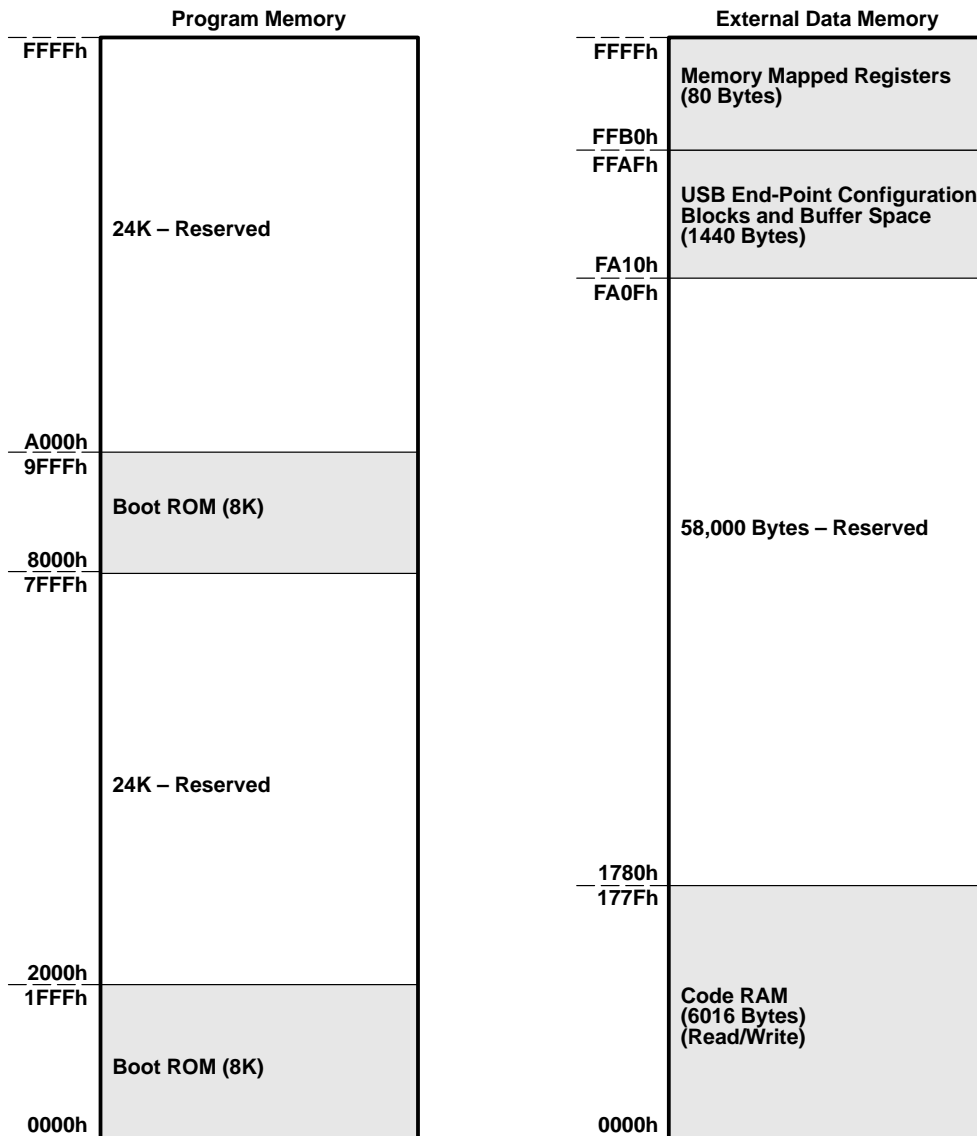 Program Memory
FFFFh
24K – Reserved
A000h
9FFFh
Boot ROM (8K)
8000h
7FFFh
24K – Reserved
2000h
1FFFh
Boot ROM (8K)
0000h
External Data Memory
FFFFh
Memory Mapped Registers
(80 Bytes)
FFB0h
FFAFh
USB End-Point Configuration
Blocks and Buffer Space
(1440 Bytes)
FA10h
FA0Fh
58,000 Bytes – Reserved
1780h
177Fh
Code RAM
(6016 Bytes)
(Read/Write)
0000h